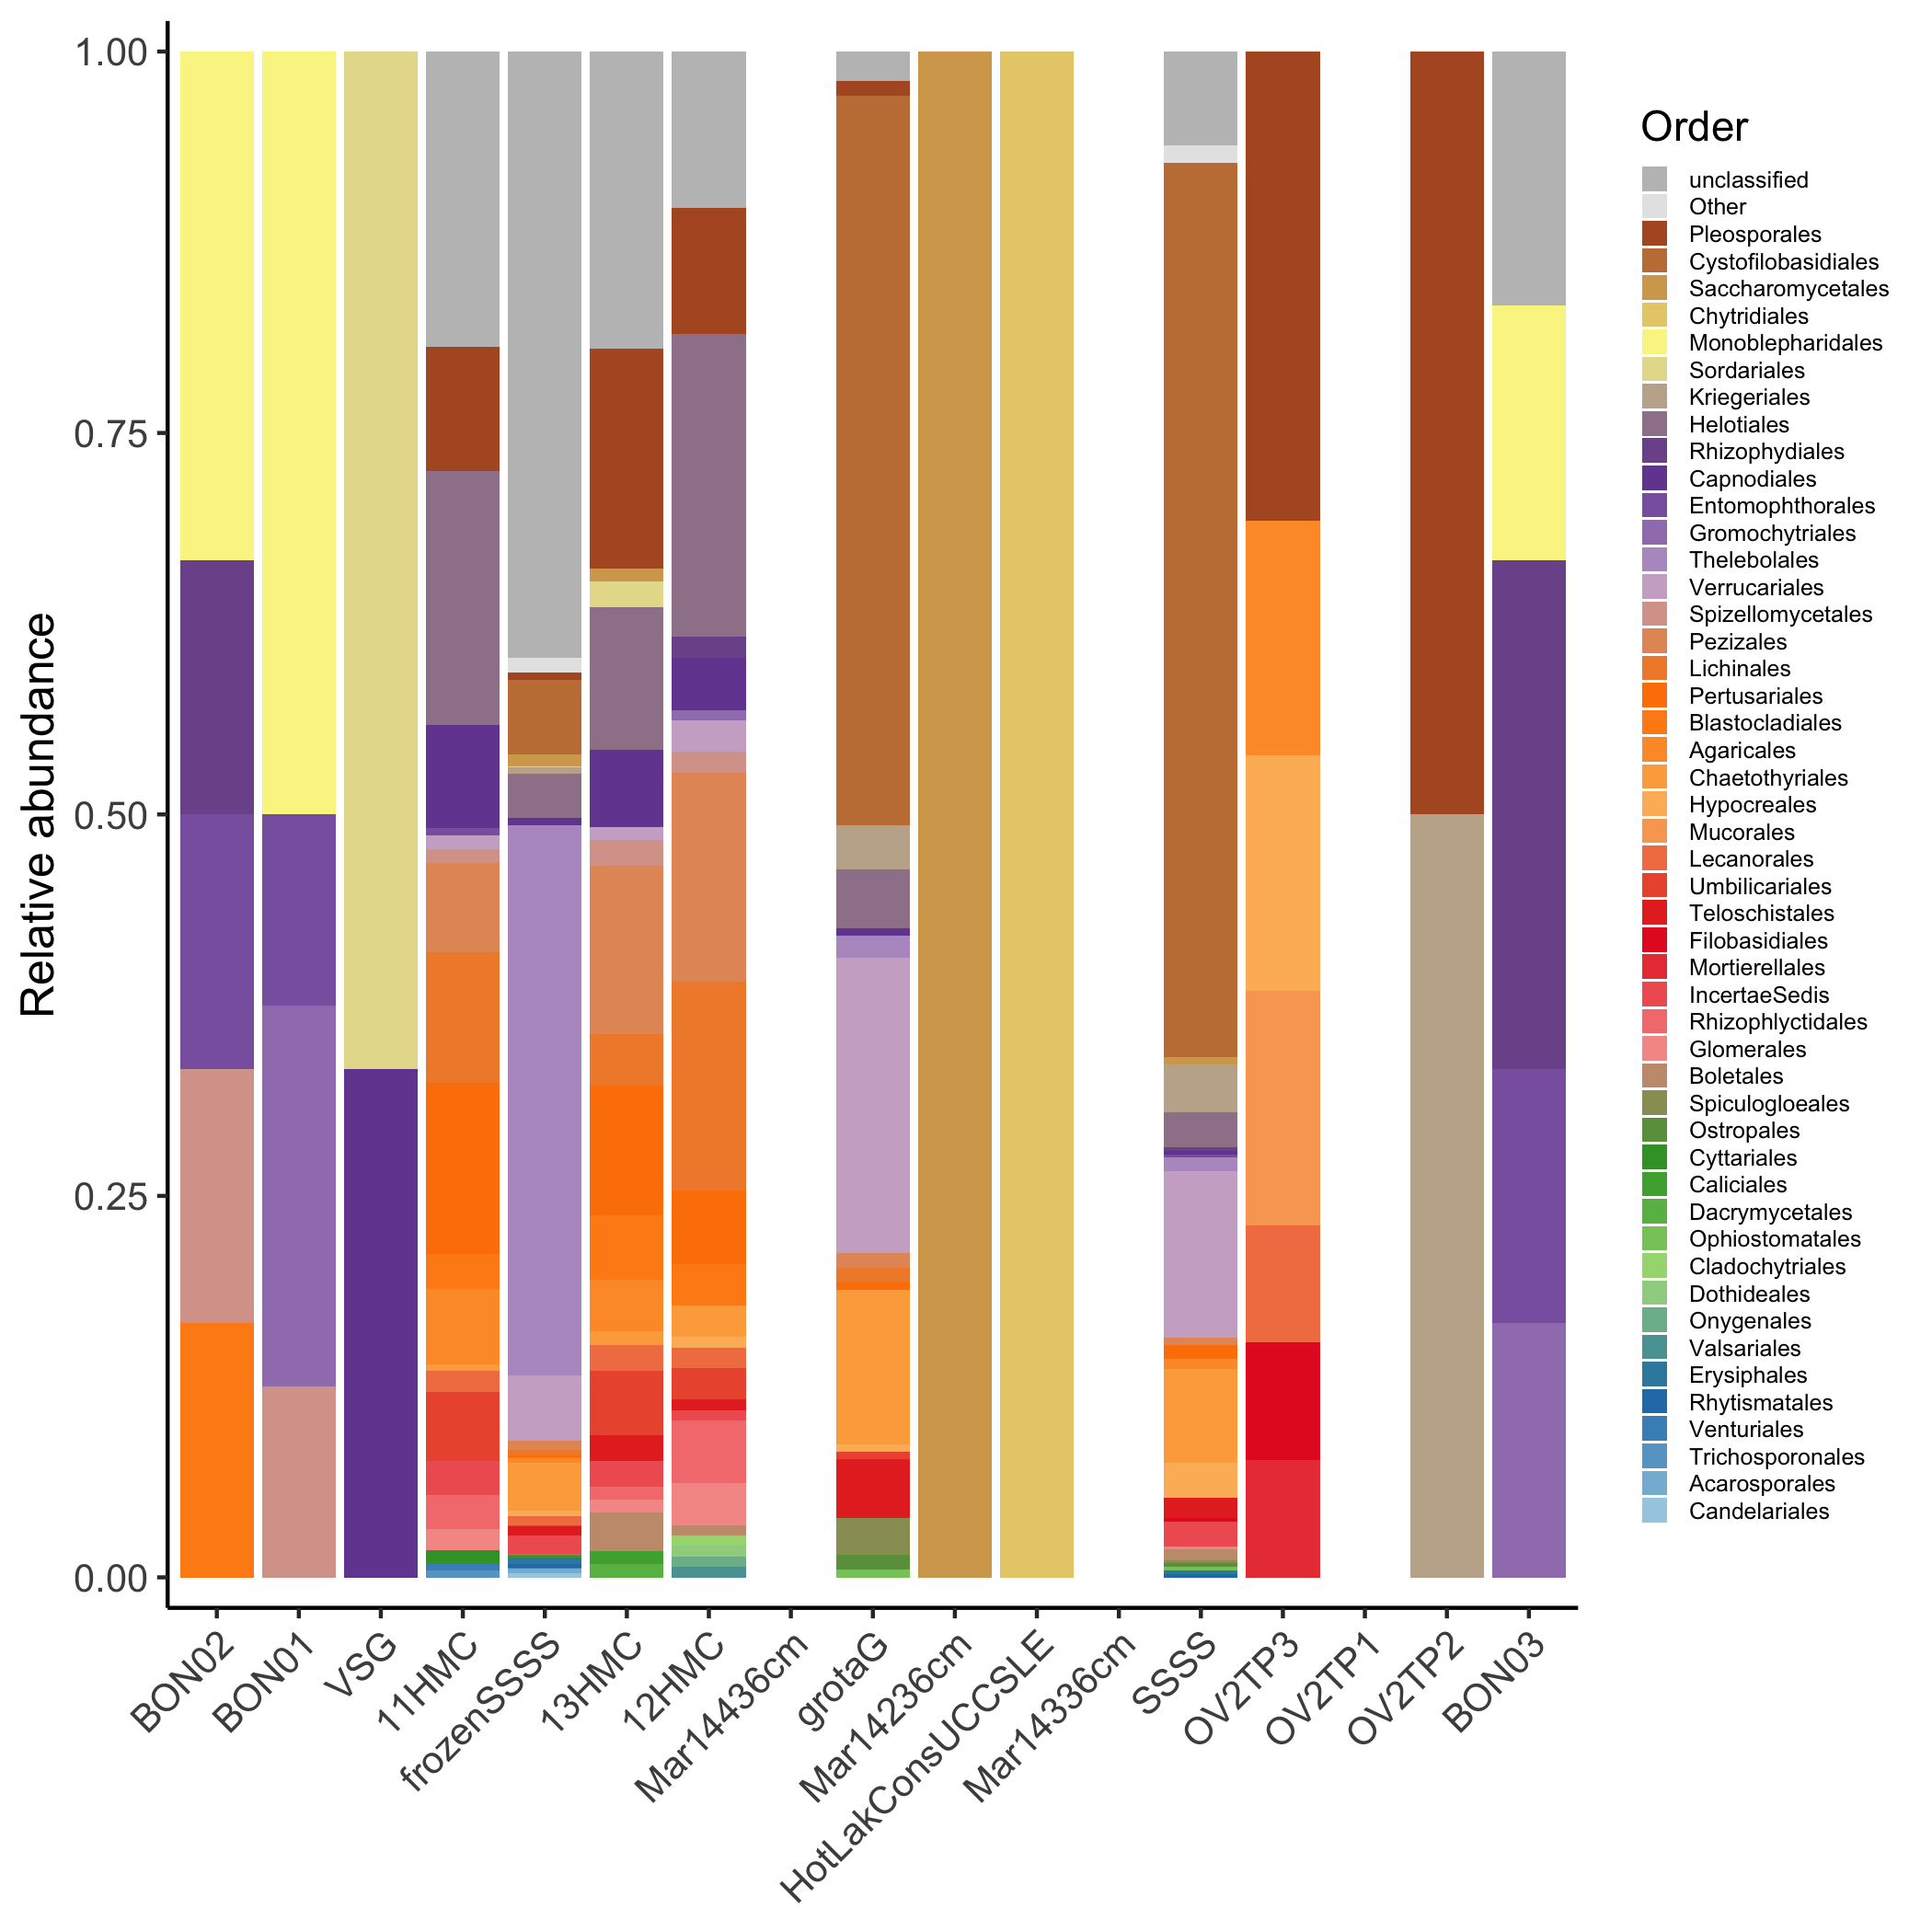 Relative abundance
1.00
0.75
0.50
0.25
0.00
BON02
BON01
VSG
11HMC
frozenSSS
13HMC
12HMC
Mar14436cm
grotaG
Mar14236cm
HotLakConsUCCSLE
Mar14336cm
SSSS
OV2TP3
OV2TP1
OV2TP2
BON03
Order
unclassified
Other
Pleosporales
Cystofilobasidiales
Saccharomycetales
Chytridiales
Monoblepharidales
Sordariales
Kriegeriales
Helotiales
Rhizophydiales
Capnodiales
Entomophthorales
Gromochytriales
Thelebolales
Verrucariales
Spizellomycetales
Pezizales
Lichinales
Pertusariales
Blastocladiales
Agaricales
Chaetothyriales
Hypocreales
Mucorales
Lecanorales
Umbilicariales
Teloschistales
Filobasidiales
Mortierellales
IncertaeSedis
Rhizophlyctidales
Glomerales
Boletales
Spiculogloeales
Ostropales
Cyttariales
Caliciales
Dacrymycetales
Ophiostomatales
Cladochytriales
Dothideales
Onygenales
Valsariales
Erysiphales
Rhytismatales
Venturiales
Trichosporonales
Acarosporales
Candelariales